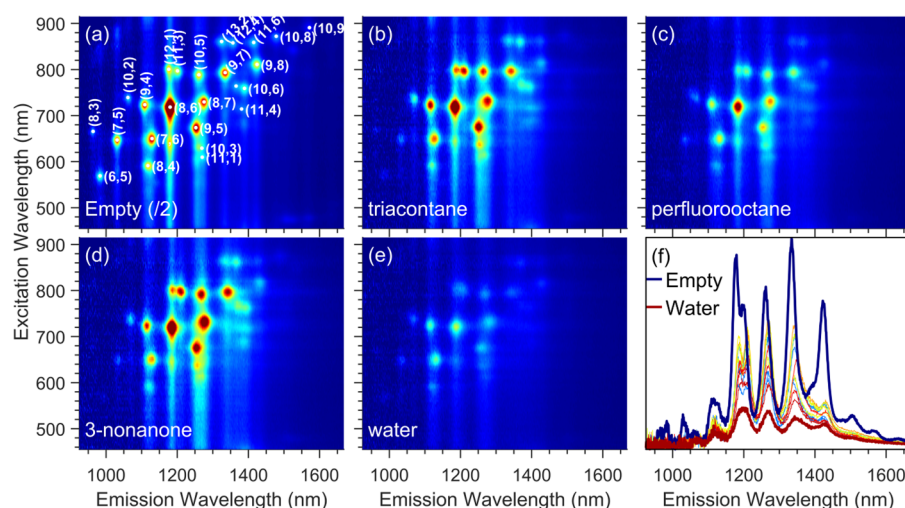 (a)
(8,3)
(7,5)
(10,2)
(9,4)
(12,1)
(11,3)
(10,5)
(13,2)
(12,4)
(9,7)
(11,6)
(10,8)
(10,9
(9,8)
(10,6)
(11,4)
(8,6)
(8,7)
(9,5)
(10,3)
(11,1)
(7,6)
(8,4)
(6,5)
Empty (/2)
(b)
triacontane
(c)
perfluorooctane
900
800
700
600
500
Excitation Wavelength (nm)
(d)
3-nonanone
(e)
water
(f)
Empty
Water
900
800
700
600
500
1000 1200 1400 1600
1000 1200 1400 1600
1000 1200 1400 1600
Emission Wavelength (nm)
Emission Wavelength (nm)
Emission Wavelength (nm)